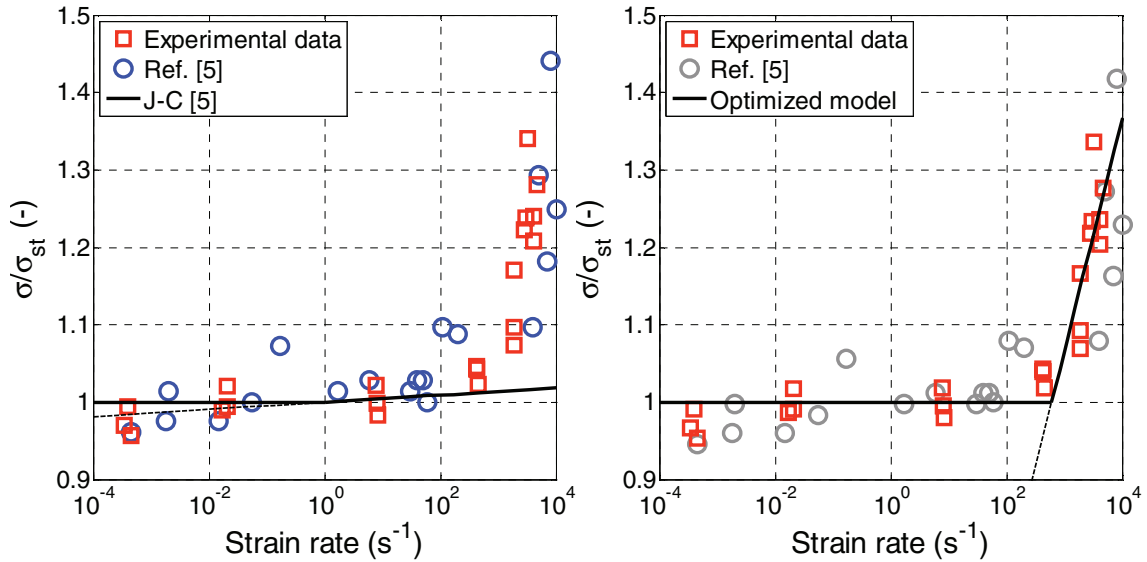 1.5
1.4
1.3
1.2
1.1
1
0.9
σ/σst (-)
Experimental data
Ref. [5]
J-C [5]
10⁻⁴ 10⁻² 10⁰ 10² 10⁴
Strain rate (s⁻¹)
1.5
1.4
1.3
1.2
1.1
1
0.9
σ/σst (-)
Experimental data
Ref. [5]
Optimized model
10⁻⁴ 10⁻² 10⁰ 10² 10⁴
Strain rate (s⁻¹)